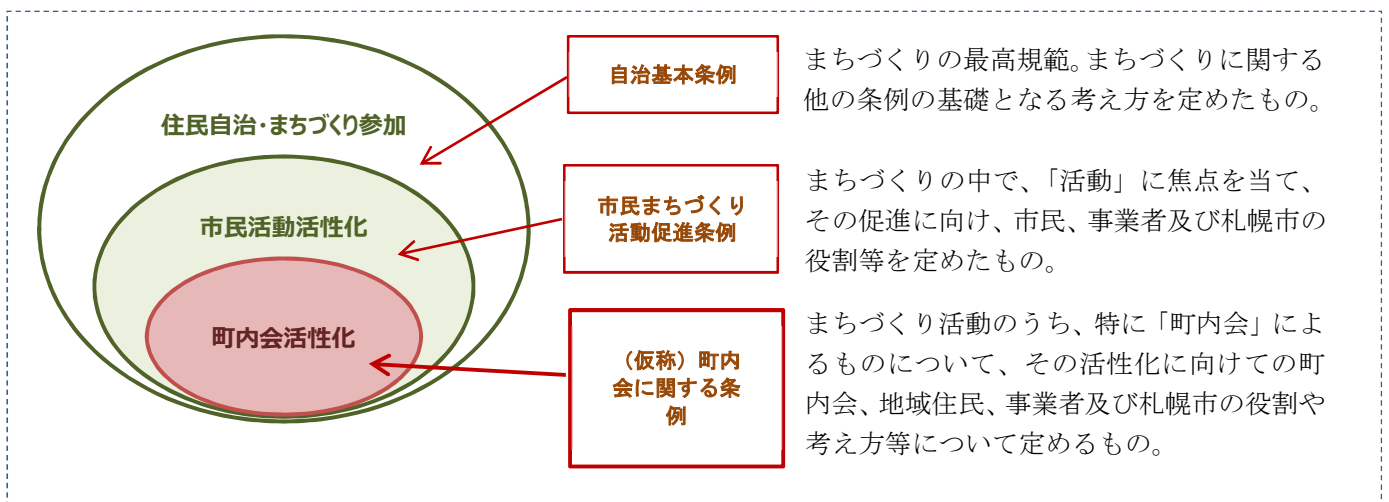 住民自治・まちづくり参加
市民活動活性化
町内会活性化
自治基本条例
まちづくりの最高規範。まちづくりに関する
他の条例の基礎となる考え方を定めたもの。
市民まちづくり
活動促進条例
まちづくりの中で、「活動」に焦点を当て、
その促進に向け、市民、事業者及び札幌市の
役割等を定めたもの。
（仮称）町内
会に関する条
例
まちづくり活動のうち、特に「町内会」によ
るものについて、その活性化に向けての町
内会、地域住民、事業者及び札幌市の役割や
考え方等について定めるもの。